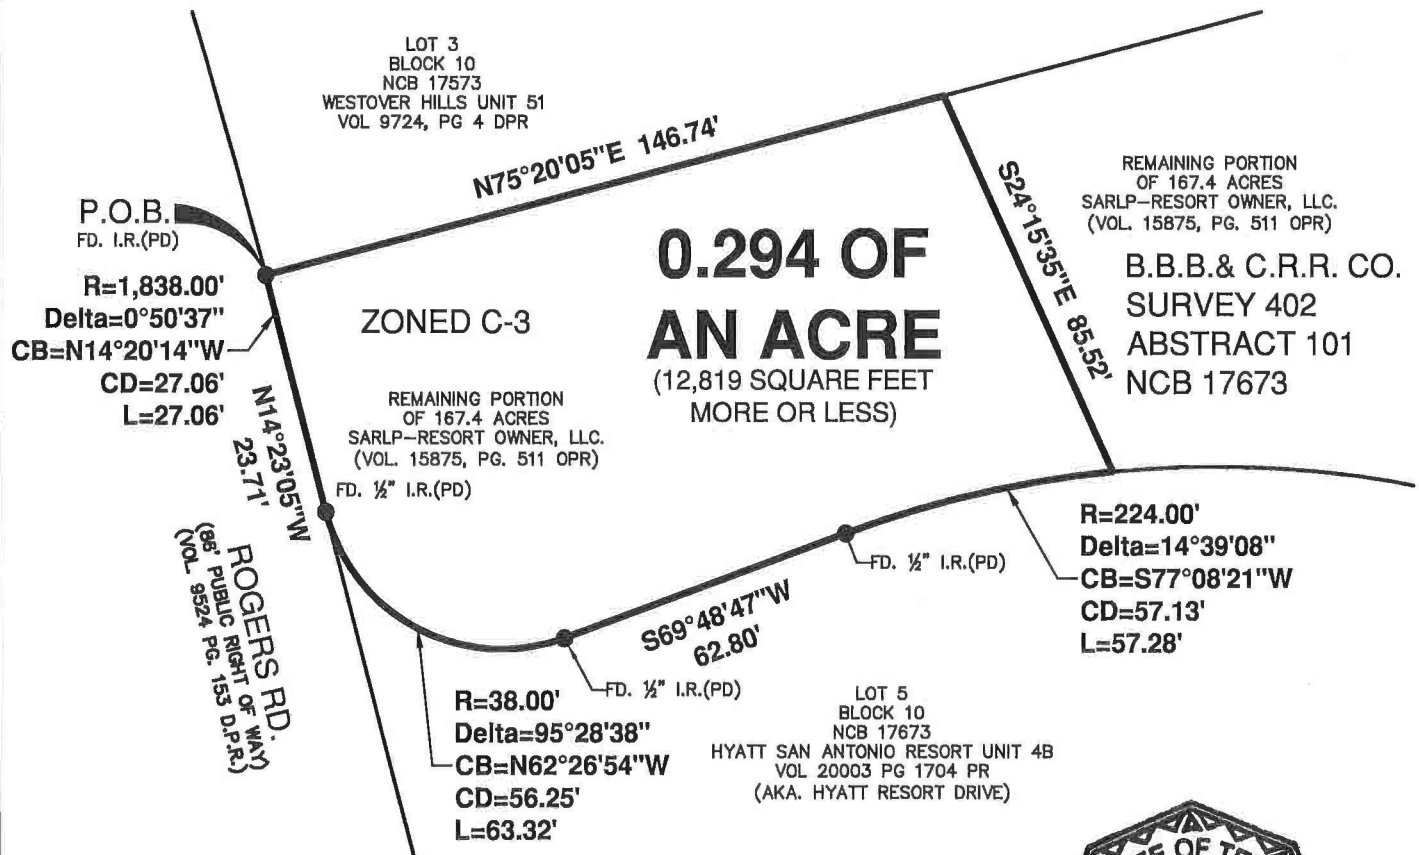 LOT 3
BLOCK 10
NCB 17573
WESTOVER HILLS UNIT 51
VOL 9724, PG 4 DPR
N75°20'05"E 146.74'
P.O.B.
FD. I.R.(PD)
R=1,838.00'
Delta=0°50'37"
CB=N14°20'14"W
CD=27.06'
L=27.06'
ZONED C-3
0.294 OF
AN ACRE
(12,819 SQUARE FEET
MORE OR LESS)
S24°15'35"E 85.52'
REMAINING PORTION
OF 167.4 ACRES
SARLP-RESORT OWNER, LLC.
(VOL. 15875, PG. 511 OPR)
B.B.B.& C.R.R. CO.
SURVEY 402
ABSTRACT 101
NCB 17673
REMAINING PORTION
OF 167.4 ACRES
SARLP-RESORT OWNER, LLC.
(VOL. 15875, PG. 511 OPR)
N14°23'05"W
23.71'
FD. ½" I.R.(PD)
ROGERS RD.
(86' PUBLIC RIGHT OF WAY)
(VOL. 9524 PG. 153 D.P.R.)
FD. ½" I.R.(PD)
R=224.00'
Delta=14°39'08"
CB=S77°08'21"W
CD=57.13'
L=57.28'
S69°48'47"W
62.80'
FD. ½" I.R.(PD)
R=38.00'
Delta=95°28'38"
CB=N62°26'54"W
CD=56.25'
L=63.32'
LOT 5
BLOCK 10
NCB 17673
HYATT SAN ANTONIO RESORT UNIT 4B
VOL 20003 PG 1704 PR
(AKA. HYATT RESORT DRIVE)
OF